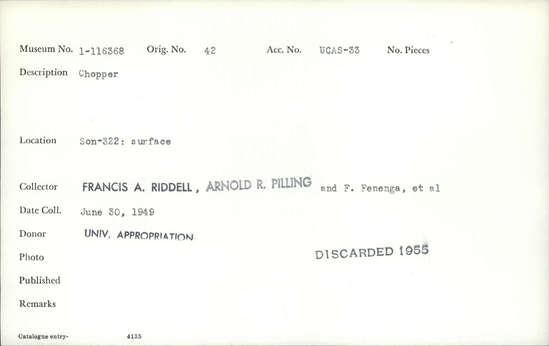 Museum No. 1-116368 Orig. No. 42 Acc. No. UCAS-33 No. Pieces
Description Chopper
Location Son-322: surface
Collector FRANCIS A. RIDDELL, ARNOLD R. PILLING and F. Fenenga, et al
Date Coll. June 30, 1949
Donor UNIV. APPROPRIATION
Photo DISCARDED 1955
Published
Remarks
Catalogue entry- 4135